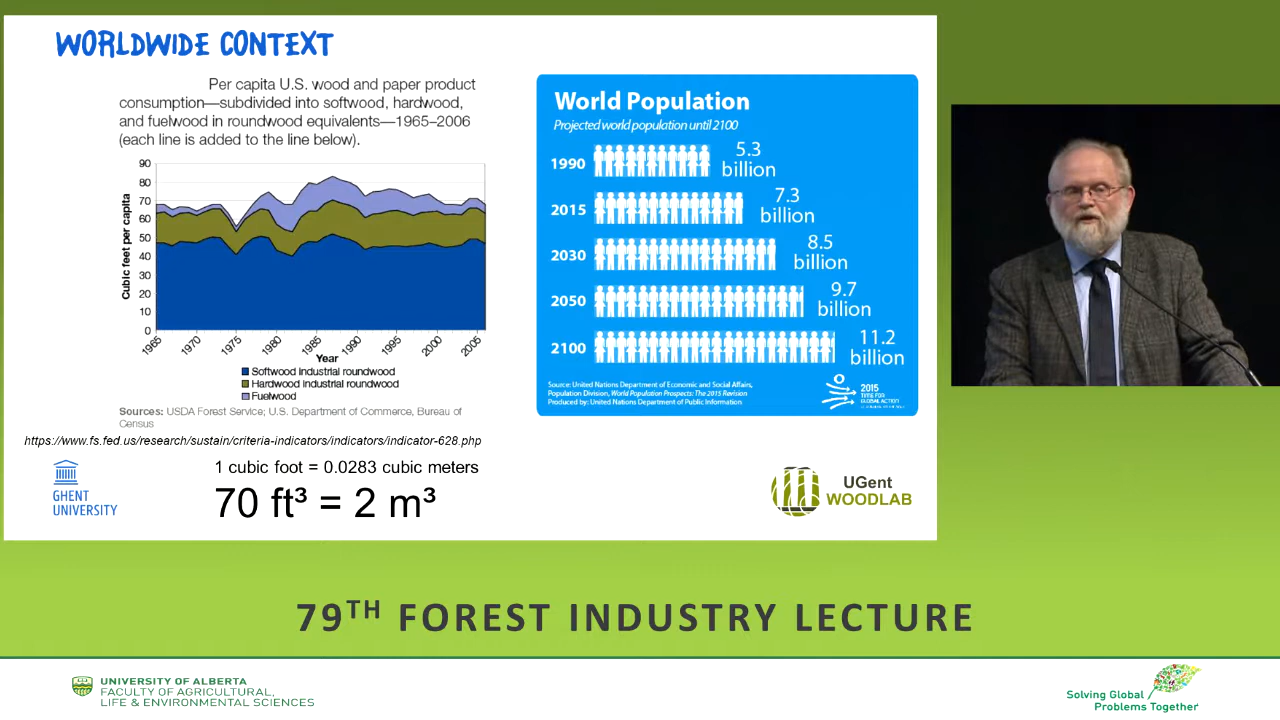 WORLDWIDE CONTEXT
Per capita U.S. wood and paper product
consumption—subdivided into softwood, hardwood,
and fuelwood in roundwood equivalents—1965–2006
(each line is added to the line below).
90
80
70
60
50
40
30
20
10
0
Cubic feet per capita
1965
1970
1975
1980
1985
1990
1995
2000
2005
Year
Softwood industrial roundwood
Hardwood industrial roundwood
Fuelwood
Sources: USDA Forest Service; U.S. Department of Commerce, Bureau of
Census
https://www.fs.fed.us/research/sustain/criteria-indicators/indicators/indicator-628.php
1 cubic foot = 0.0283 cubic meters
70 ft³ = 2 m³
GHENT
UNIVERSITY
World Population
Projected world population until 2100
1990
5.3
billion
2015
7.3
billion
2030
8.5
billion
2050
9.7
billion
2100
11.2
billion
Source: United Nations Department of Economic and Social Affairs,
Population Division, World Population Prospects: The 2015 Revision
Produced by: United Nations Department of Public Information
2015
TIME FOR
GLOBAL ACTION
UGent
WOODLAB
79TH FOREST INDUSTRY LECTURE
UNIVERSITY OF ALBERTA
FACULTY OF AGRICULTURAL,
LIFE & ENVIRONMENTAL SCIENCES
Solving Global
Problems Together